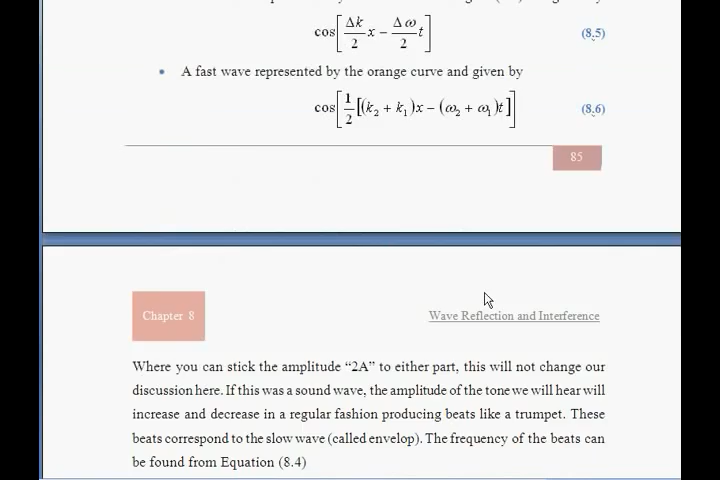 cos[Δk/2 x − Δω/2 t] (8.5)
• A fast wave represented by the orange curve and given by
cos[1/2[(k₂ + k₁)x − (ω₂ + ω₁)t]] (8.6)
85
Chapter 8
Wave Reflection and Interference
Where you can stick the amplitude “2A” to either part, this will not change our
discussion here. If this was a sound wave, the amplitude of the tone we will hear will
increase and decrease in a regular fashion producing beats like a trumpet. These
beats correspond to the slow wave (called envelop). The frequency of the beats can
be found from Equation (8.4)